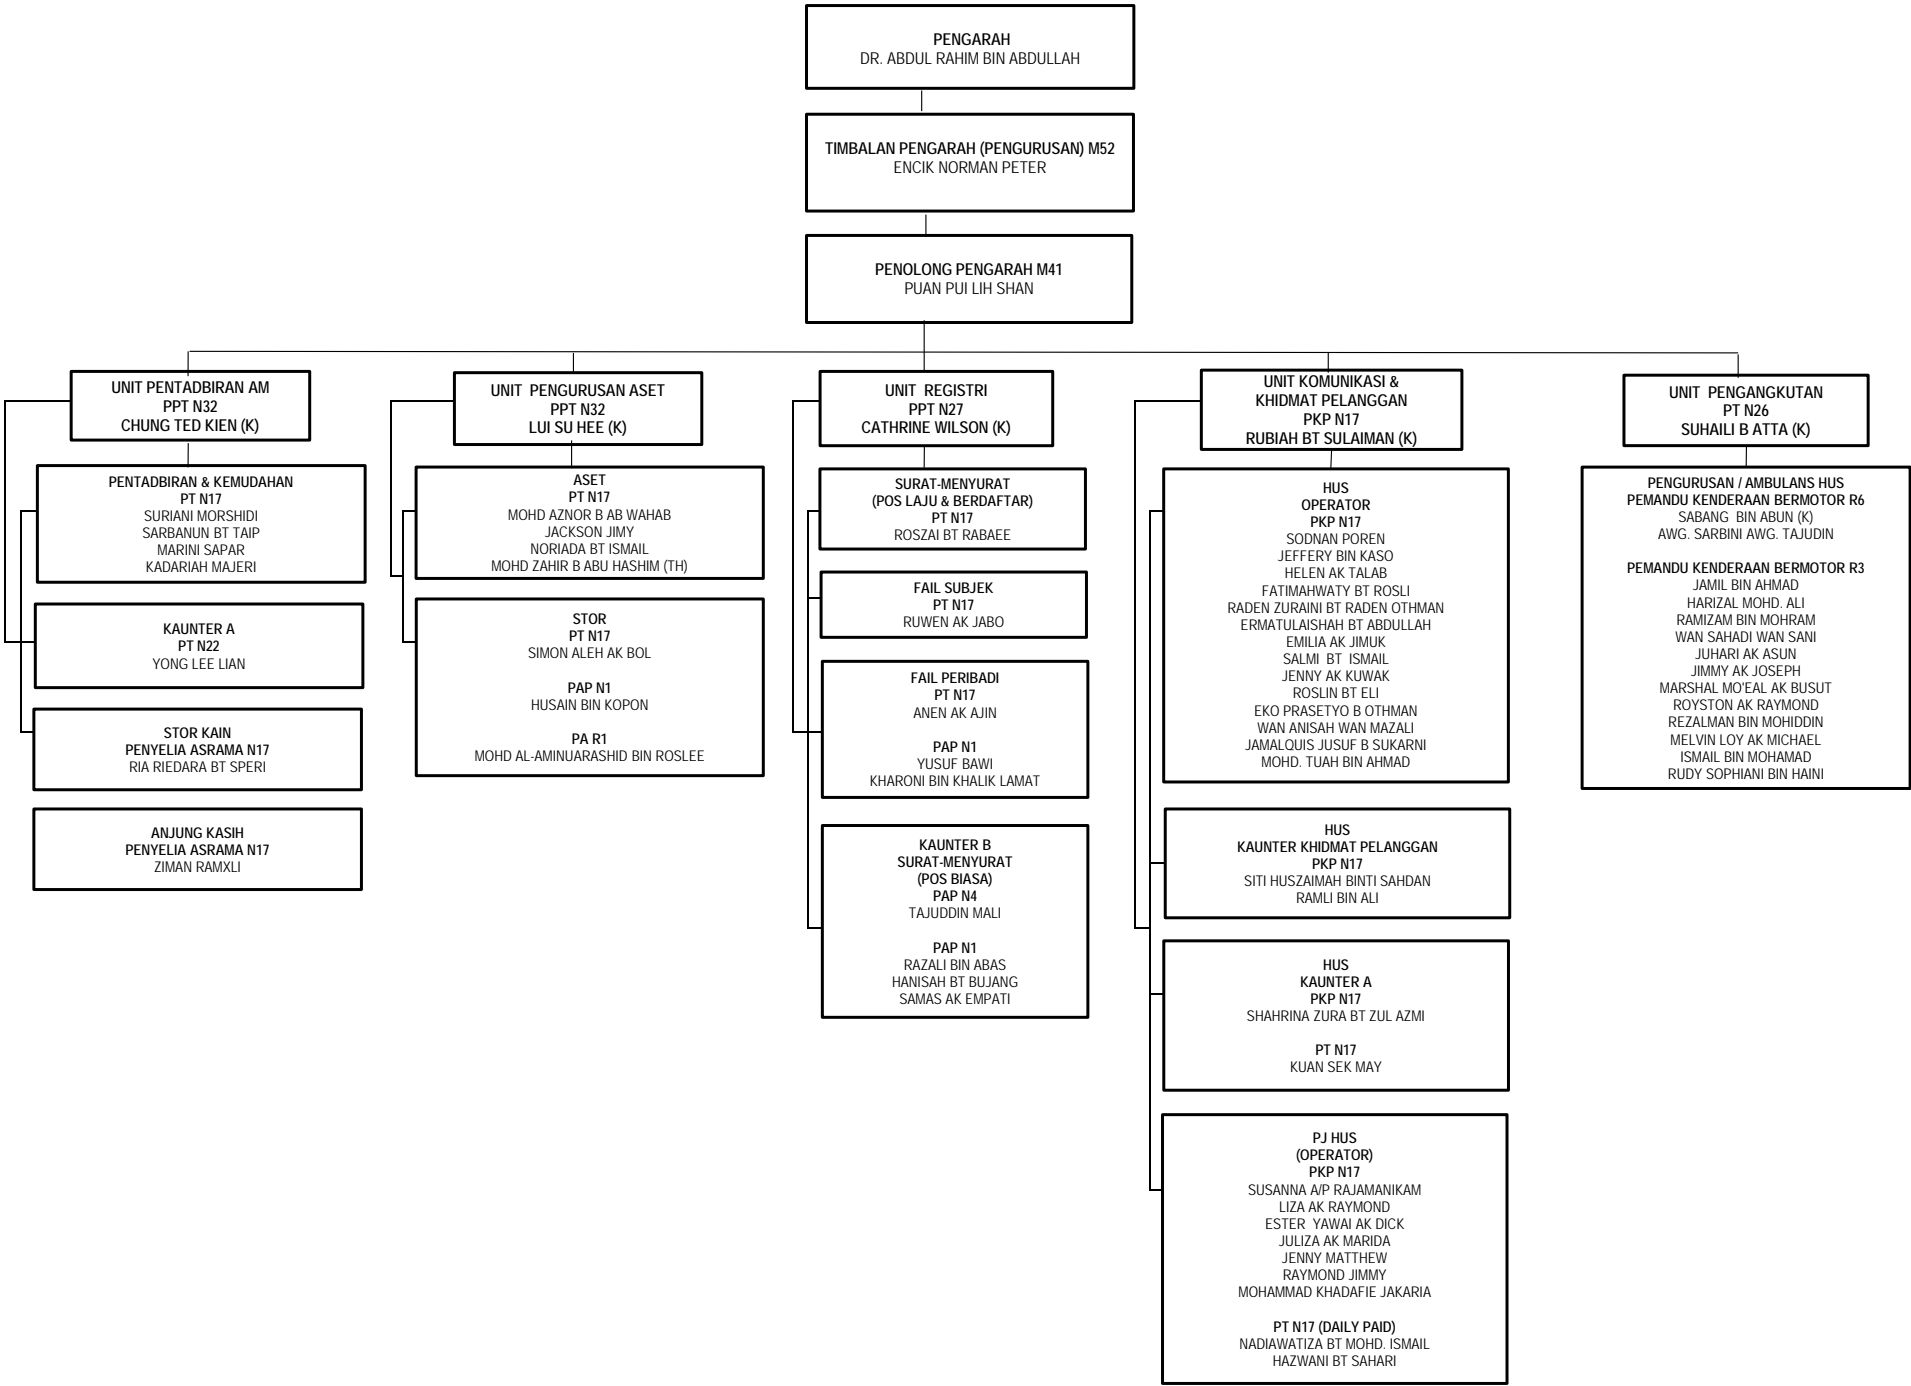 PENGARAH
DR. ABDUL RAHIM BIN ABDULLAH
TIMBALAN PENGARAH (PENGURUSAN) M52
ENCIK NORMAN PETER
PENOLONG PENGARAH M41
PUAN PUI LIH SHAN
UNIT PENTADBIRAN AM
PPT N32
CHUNG TED KIEN (K)
PENTADBIRAN & KEMUDAHAN
PT N17
SURIANI MORSHIDI
SARBANUN BT TAIP
MARINI SAPAR
KADARIAH MAJERI
KAUNTER A
PT N22
YONG LEE LIAN
STOR KAIN
PENYELIA ASRAMA N17
RIA RIEDARA BT SPERI
ANJUNG KASIH
PENYELIA ASRAMA N17
ZIMAN RAMXLI
UNIT PENGURUSAN ASET
PPT N32
LUI SU HEE (K)
ASET
PT N17
MOHD AZNOR B AB WAHAB
JACKSON JIMY
NORIADA BT ISMAIL
MOHD ZAHIR B ABU HASHIM (TH)
STOR
PT N17
SIMON ALEH AK BOL
PAP N1
HUSAIN BIN KOPON
PA R1
MOHD AL-AMINUARASHID BIN ROSLEE
UNIT REGISTRI
PPT N27
CATHRINE WILSON (K)
SURAT-MENYURAT
(POS LAJU & BERDAFTAR)
PT N17
ROSZAI BT RABAEE
FAIL SUBJEK
PT N17
RUWEN AK JABO
FAIL PERIBADI
PT N17
ANEN AK AJIN
PAP N1
YUSUF BAWI
KHARONI BIN KHALIK LAMAT
KAUNTER B
SURAT-MENYURAT
(POS BIASA)
PAP N4
TAJUDDIN MALI
PAP N1
RAZALI BIN ABAS
HANISAH BT BUJANG
SAMAS AK EMPATI
UNIT KOMUNIKASI &
KHIDMAT PELANGGAN
PKP N17
RUBIAH BT SULAIMAN (K)
HUS
OPERATOR
PKP N17
SODNAN POREN
JEFFERY BIN KASO
HELEN AK TALAB
FATIMAHWATY BT ROSLI
RADEN ZURAINI BT RADEN OTHMAN
ERMATULAISHAH BT ABDULLAH
EMILIA AK JIMUK
SALMI BT ISMAIL
JENNY AK KUWAK
ROSLIN BT ELI
EKO PRASETYO B OTHMAN
WAN ANISAH WAN MAZALI
JAMALQUIS JUSUF B SUKARNI
MOHD. TUAH BIN AHMAD
HUS
KAUNTER KHIDMAT PELANGGAN
PKP N17
SITI HUSZAIMAH BINTI SAHDAN
RAMLI BIN ALI
HUS
KAUNTER A
PKP N17
SHAHRINA ZURA BT ZUL AZMI
PT N17
KUAN SEK MAY
PJ HUS
(OPERATOR)
PKP N17
SUSANNA A/P RAJAMANIKAM
LIZA AK RAYMOND
ESTER YAWAI AK DICK
JULIZA AK MARIDA
JENNY MATTHEW
RAYMOND JIMMY
MOHAMMAD KHADAFIE JAKARIA
PT N17 (DAILY PAID)
NADIAWATIZA BT MOHD. ISMAIL
HAZWANI BT SAHARI
UNIT PENGANGKUTAN
PT N26
SUHAILI B ATTA (K)
PENGURUSAN / AMBULANS HUS
PEMANDU KENDERAAN BERMOTOR R6
SABANG BIN ABUN (K)
AWG. SARBINI AWG. TAJUDIN
PEMANDU KENDERAAN BERMOTOR R3
JAMIL BIN AHMAD
HARIZAL MOHD. ALI
RAMIZAM BIN MOHRAM
WAN SAHADI WAN SANI
JUHARI AK ASUN
JIMMY AK JOSEPH
MARSHAL MO'EAL AK BUSUT
ROYSTON AK RAYMOND
REZALMAN BIN MOHIDDIN
MELVIN LOY AK MICHAEL
ISMAIL BIN MOHAMAD
RUDY SOPHIANI BIN HAINI